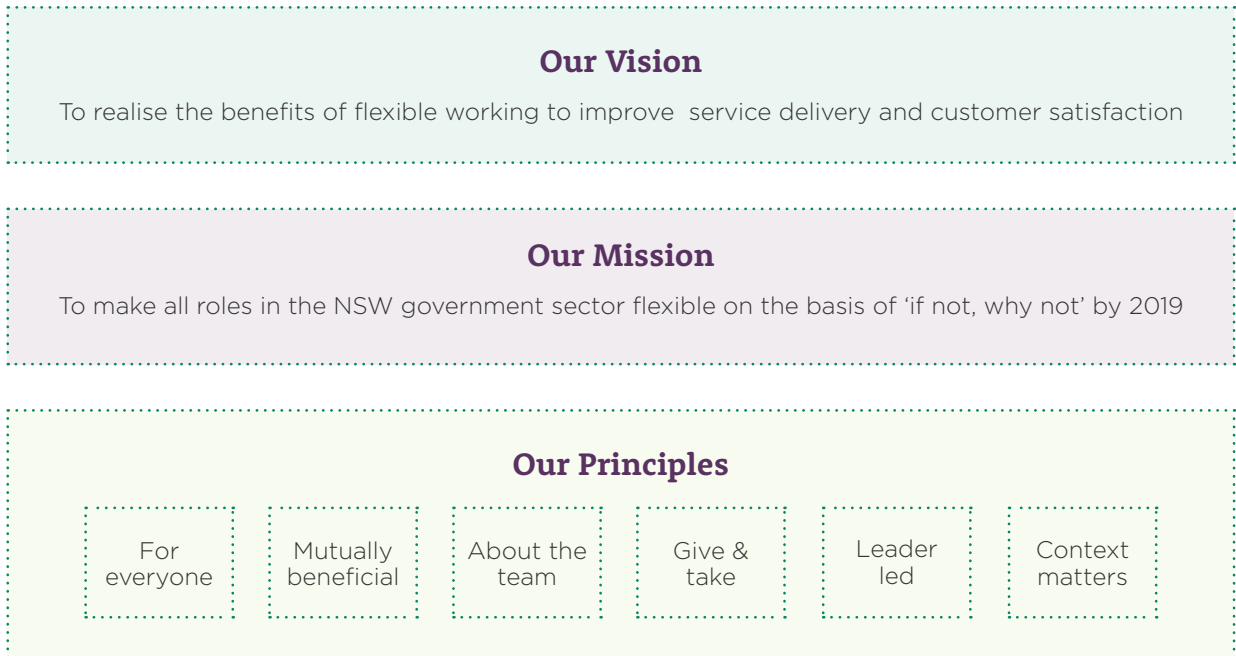 Our Vision
To realise the benefits of flexible working to improve  service delivery and customer satisfaction
Our Mission
To make all roles in the NSW government sector flexible on the basis of ‘if not, why not’ by 2019
Our Principles
For
everyone
Mutually
beneficial
About the
team
Give &
take
Leader
led
Context
matters